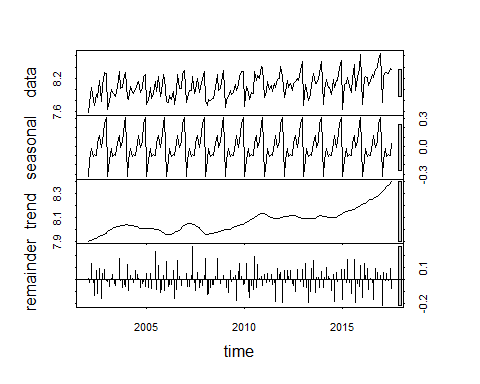 data
7.6 8.2
seasonal
-0.3 0.0 0.3
trend
7.9 8.1 8.3
remainder
-0.2 0.1
2005 2010 2015
time